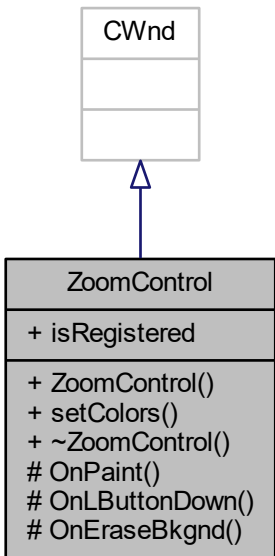 CWnd
ZoomControl
+ isRegistered
+ ZoomControl()
+ setColors()
+ ~ZoomControl()
# OnPaint()
# OnLButtonDown()
# OnEraseBkgnd()